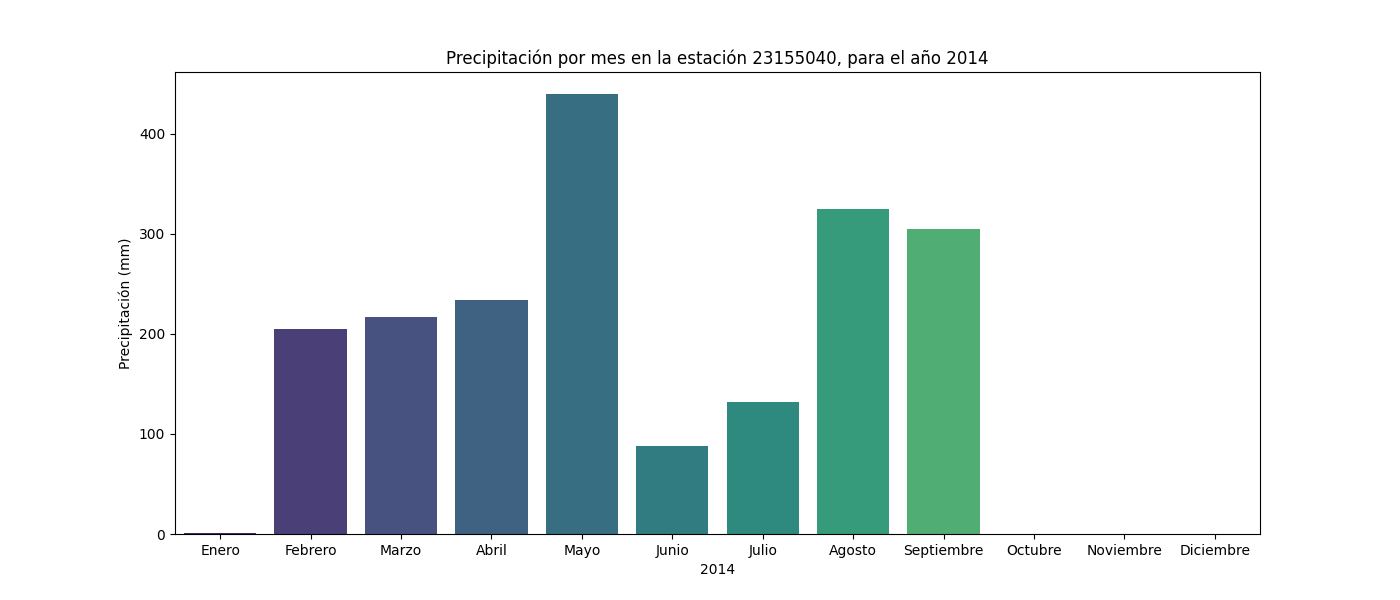 Precipitación por mes en la estación 23155040, para el año 2014
Precipitación (mm)
400
300
200
100
0
Enero Febrero Marzo Abril Mayo Junio Julio Agosto Septiembre Octubre Noviembre Diciembre
2014